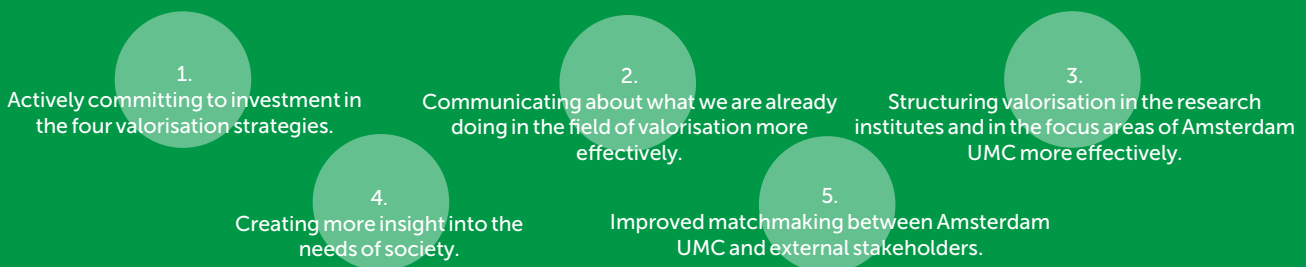 1.
Actively committing to investment in
the four valorisation strategies.
2.
Communicating about what we are already
doing in the field of valorisation more
effectively.
3.
Structuring valorisation in the research
institutes and in the focus areas of Amsterdam
UMC more effectively.
4.
Creating more insight into the
needs of society.
5.
Improved matchmaking between Amsterdam
UMC and external stakeholders.